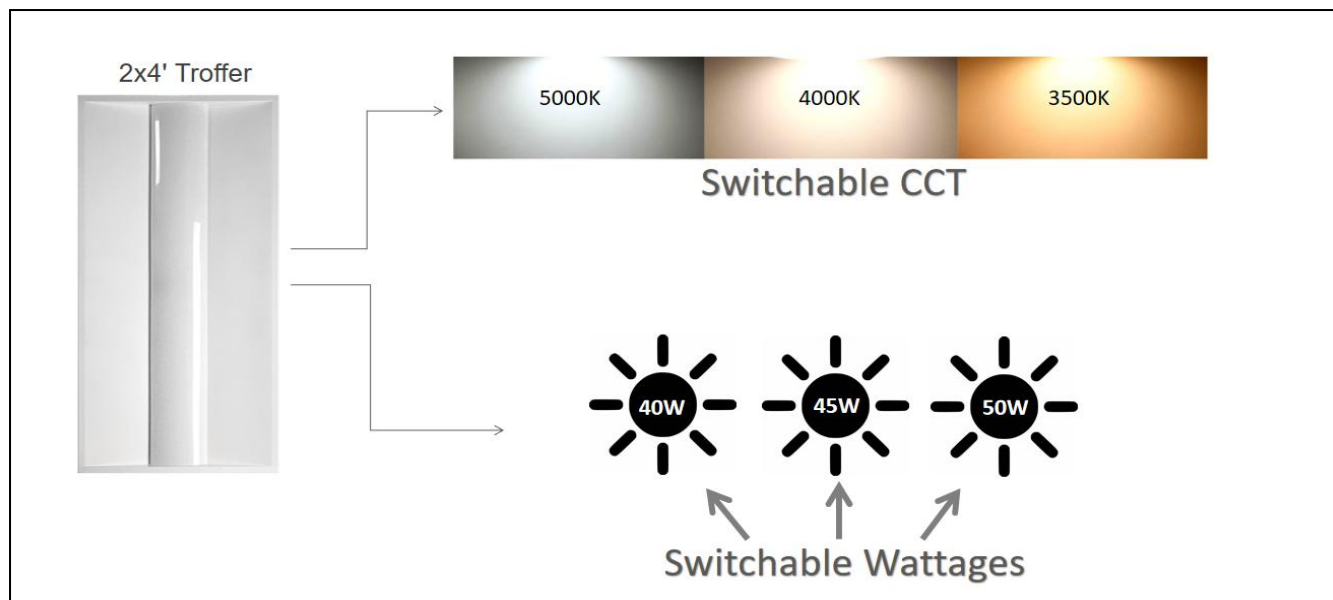 2x4' Troffer
5000K 4000K 3500K
Switchable CCT
40W 45W 50W
Switchable Wattages